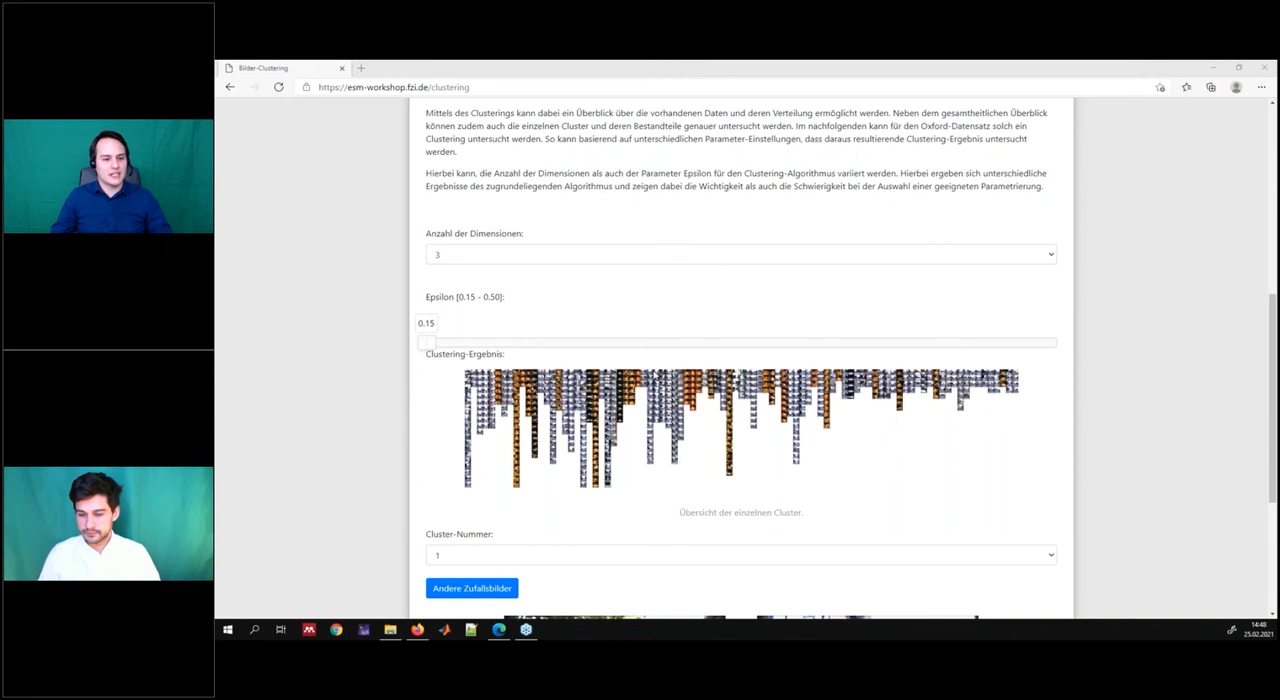 Bilder-Clustering
https://esm-workshop.fzi.de/clustering
Mittels des Clusterings kann dabei ein Überblick über die vorhandenen Daten und deren Verteilung ermöglicht werden. Neben dem gesamtheitlichen Überblick
können zudem auch die einzelnen Cluster und deren Bestandteile genauer untersucht werden. Im nachfolgenden kann für den Oxford-Datensatz solch ein
Clustering untersucht werden. So kann basierend auf unterschiedlichen Parameter-Einstellungen, dass daraus resultierende Clustering-Ergebnis untersucht
werden.
Hierbei kann, die Anzahl der Dimensionen als auch der Parameter Epsilon für den Clustering-Algorithmus variiert werden. Hierbei ergeben sich unterschiedliche
Ergebnisse des zugrundeliegenden Algorithmus und zeigen dabei die Wichtigkeit als auch die Schwierigkeit bei der Auswahl einer geeigneten Parametrierung.
Anzahl der Dimensionen:
3
Epsilon [0.15 - 0.50]:
0.15
Clustering-Ergebnis:
Übersicht der einzelnen Cluster.
Cluster-Nummer:
1
Andere Zufallsbilder
14:48
25.02.2021